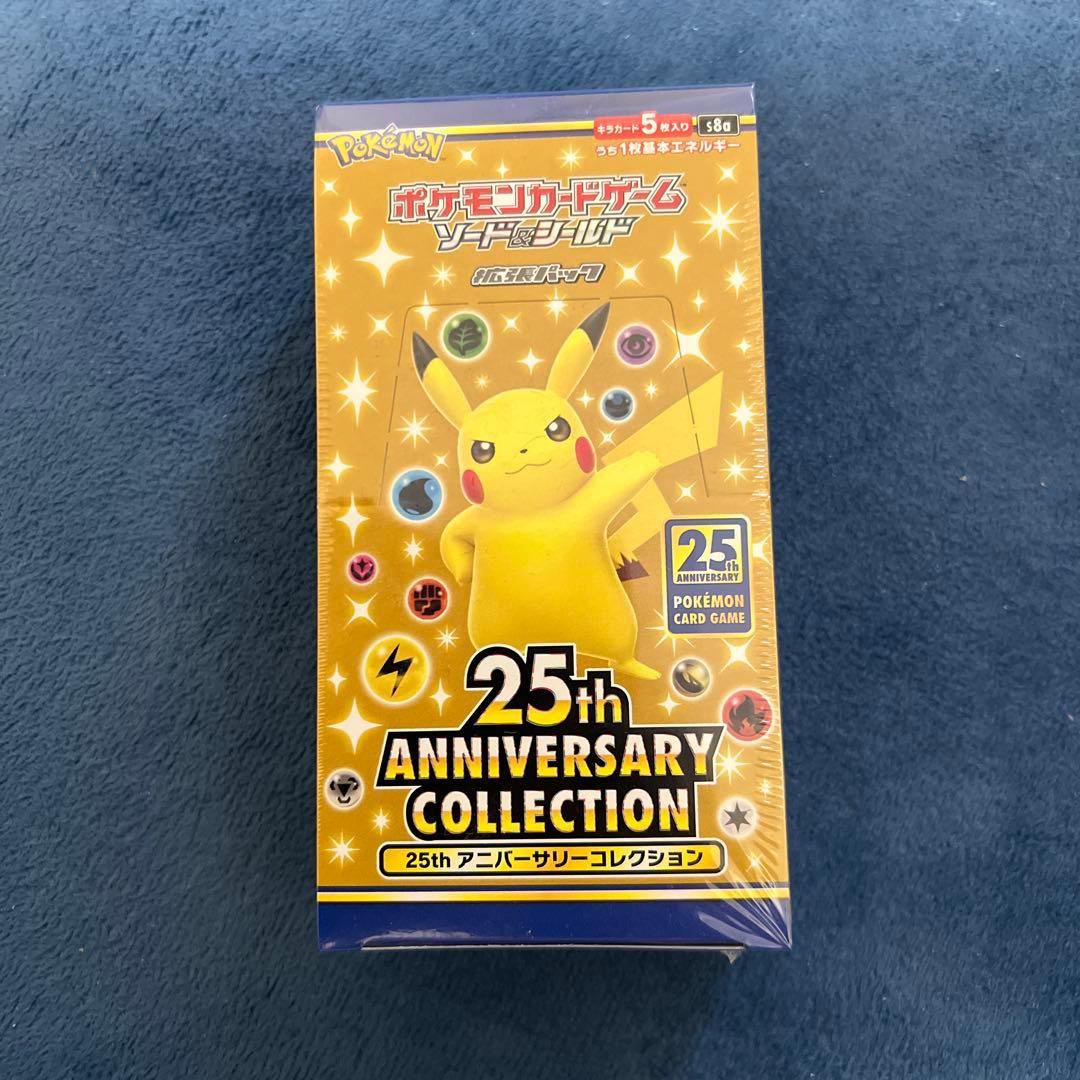 Pokémon
キラカード5枚入り
s8a
うち1枚基本エネルギー
ポケモンカードゲーム
ソード&シールド
拡張パック
25th
ANNIVERSARY
POKÉMON
CARD GAME
25th
ANNIVERSARY
COLLECTION
25th アニバーサリーコレクション